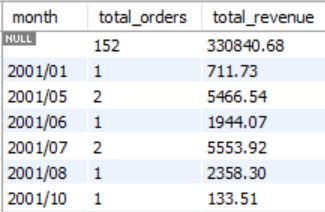 month total_orders total_revenue
NULL 152 330840.68
2001/01 1 711.73
2001/05 2 5466.54
2001/06 1 1944.07
2001/07 2 5553.92
2001/08 1 2358.30
2001/10 1 133.51